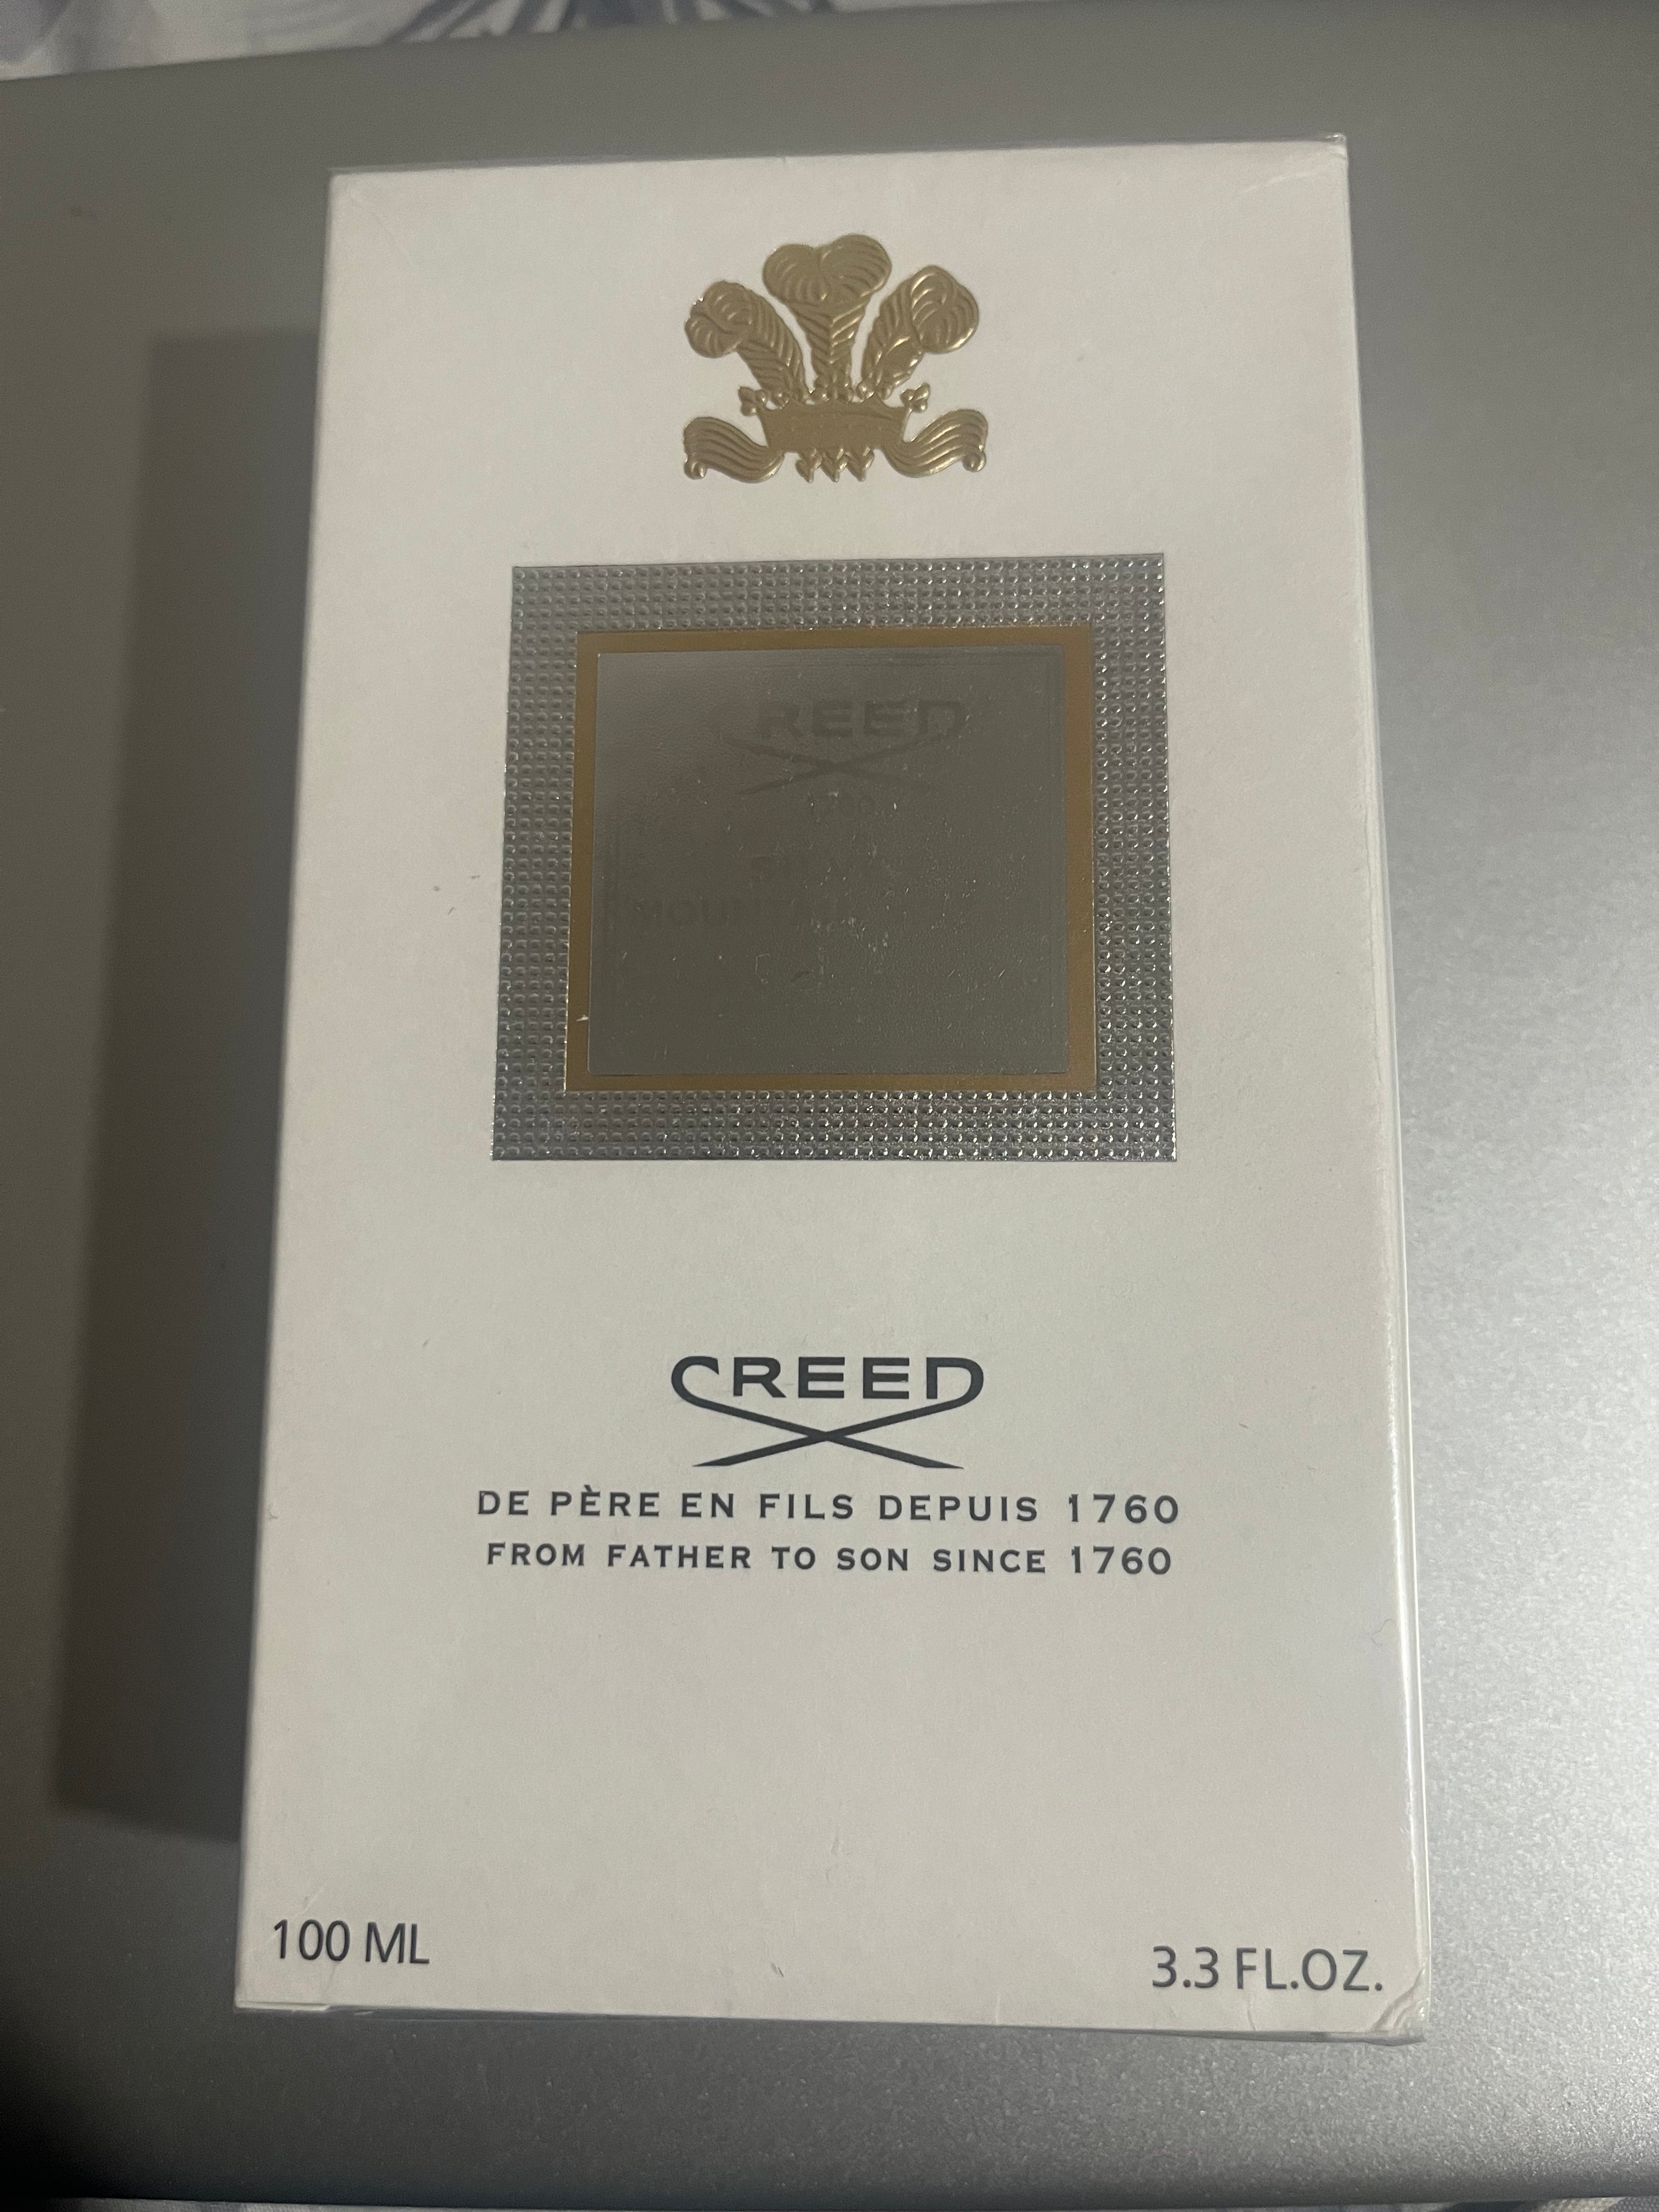 CREED
1760
CREED
DE PÈRE EN FILS DEPUIS 1760
FROM FATHER TO SON SINCE 1760
100 ML
3.3 FL.OZ.